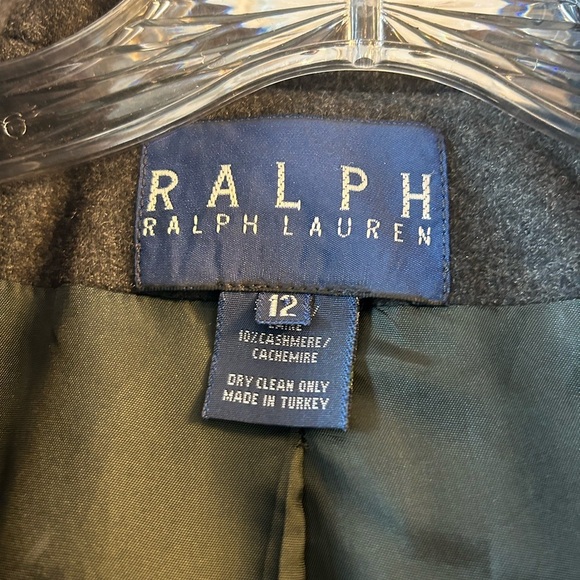 RALPH
RALPH LAUREN
12
10%CASHMERE/
CACHEMIRE
DRY CLEAN ONLY
MADE IN TURKEY